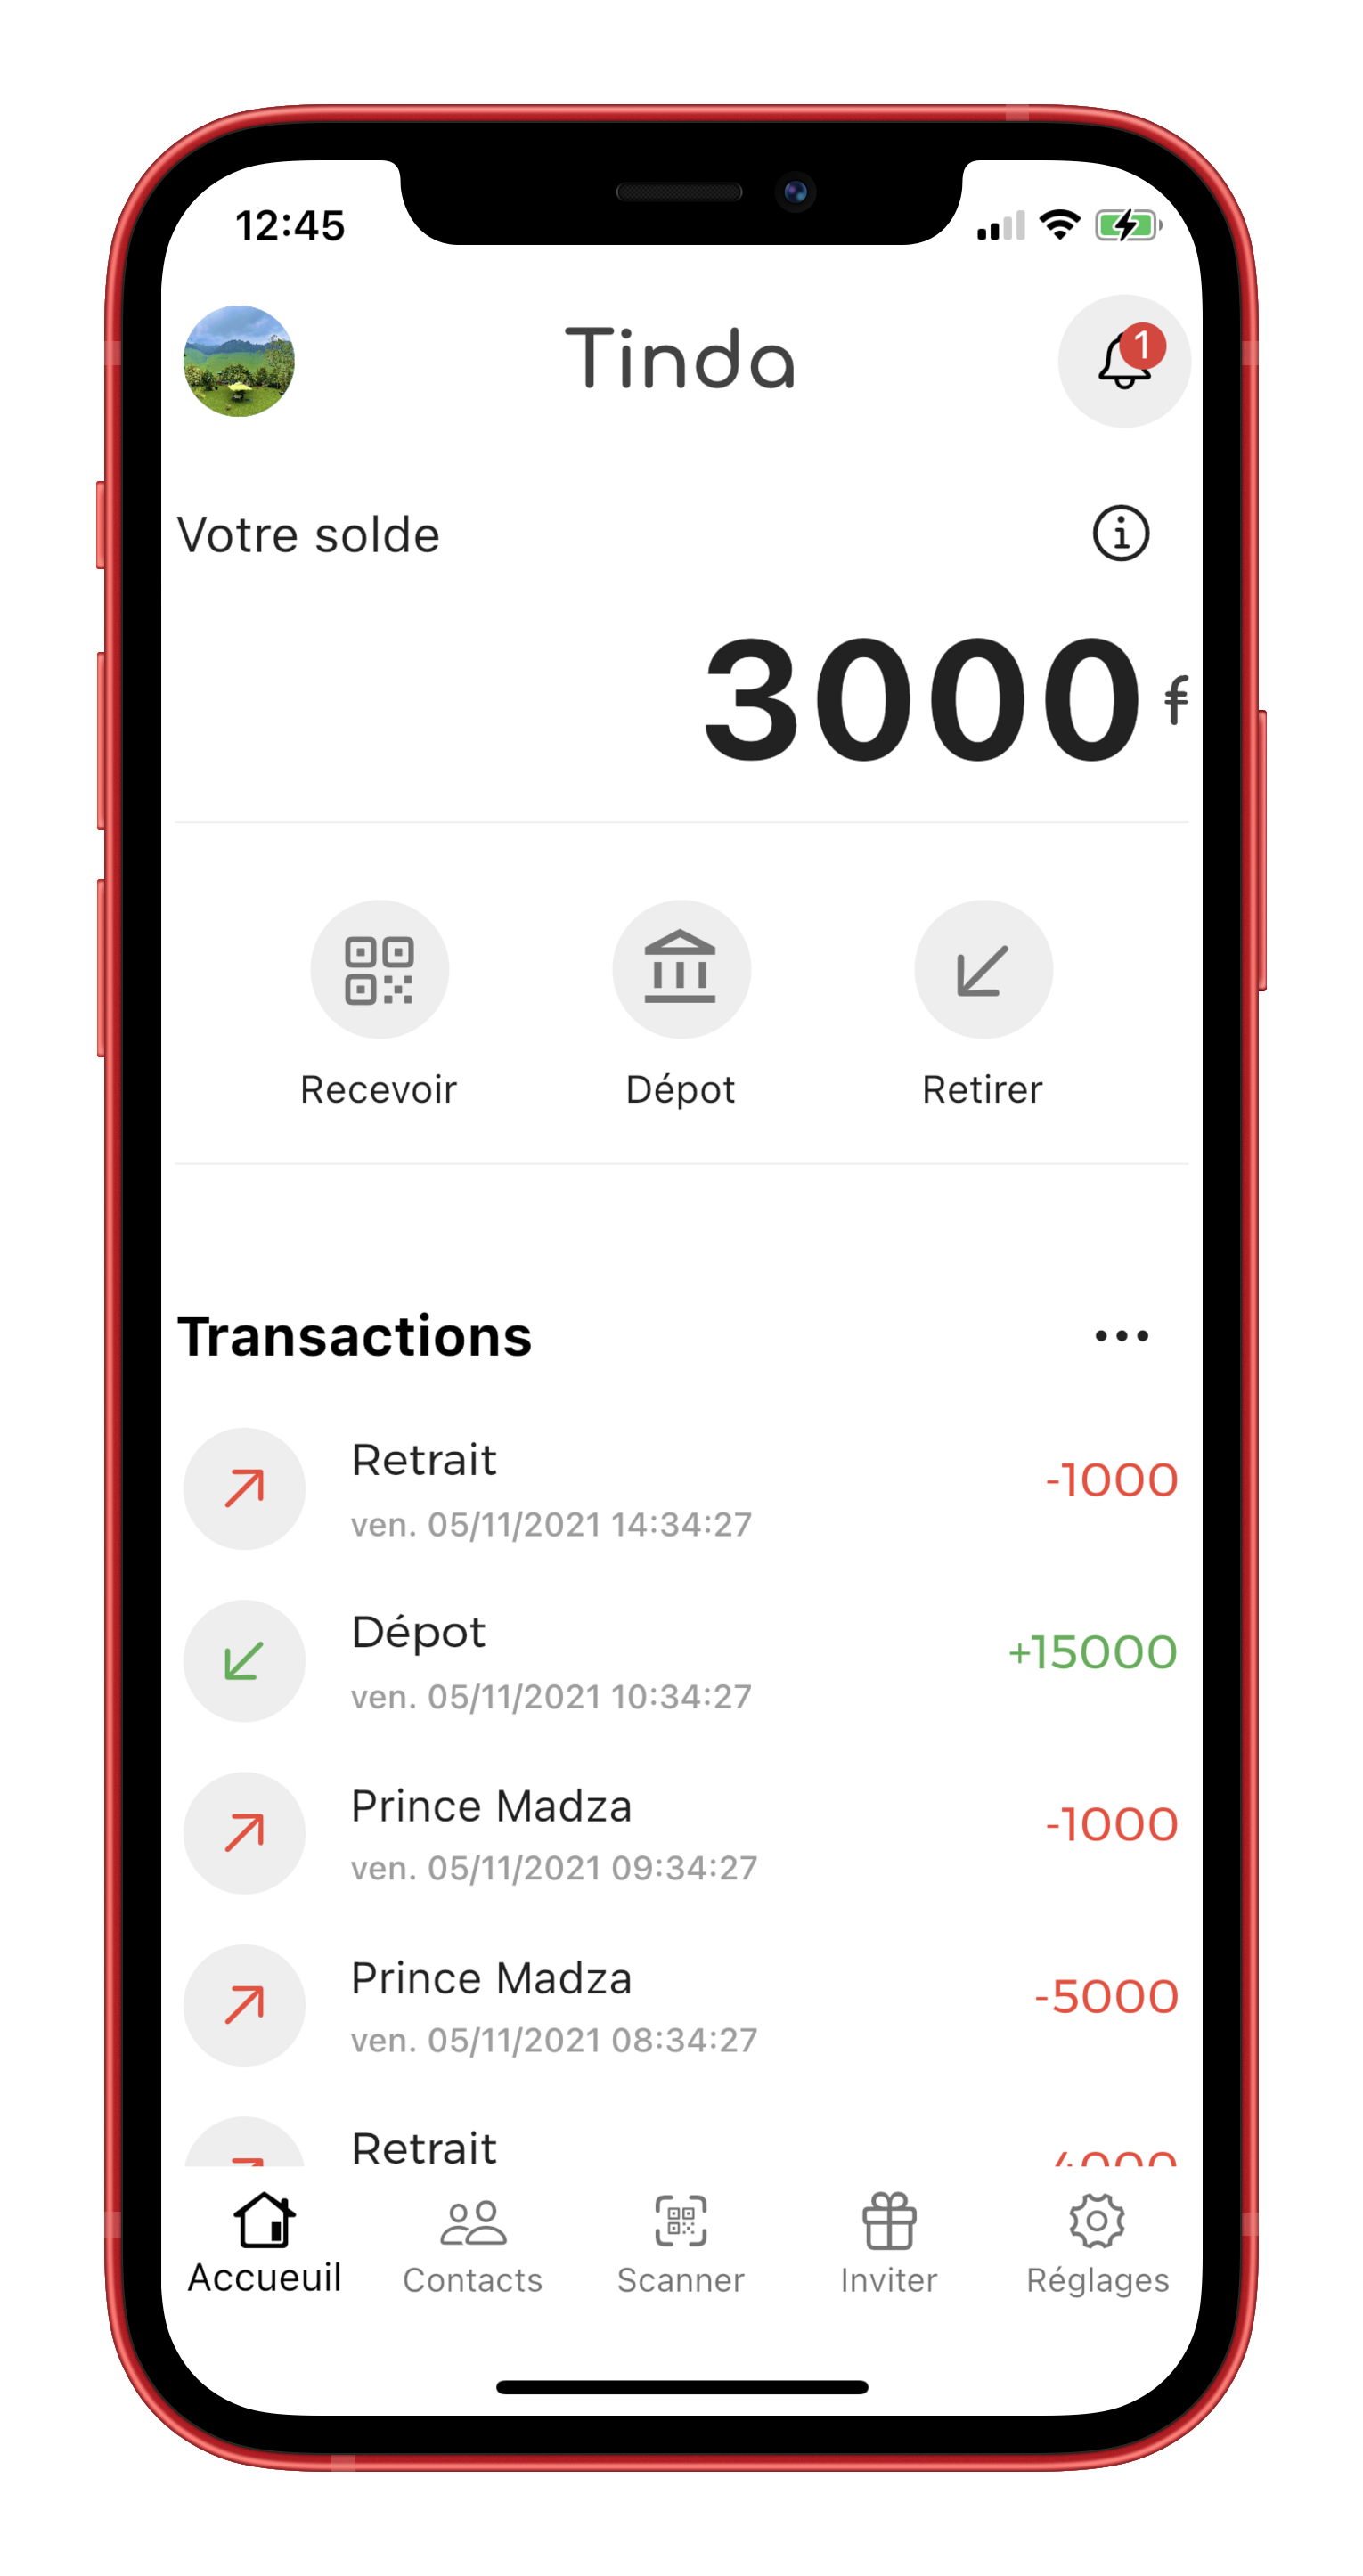 12:45
Tinda
1
Votre solde
3000 ғ
Recevoir
Dépot
Retirer
Transactions
Retrait
-1000
ven. 05/11/2021 14:34:27
Dépot
+15000
ven. 05/11/2021 10:34:27
Prince Madza
-1000
ven. 05/11/2021 09:34:27
Prince Madza
-5000
ven. 05/11/2021 08:34:27
Retrait
Accueuil
Contacts
Scanner
Inviter
Réglages